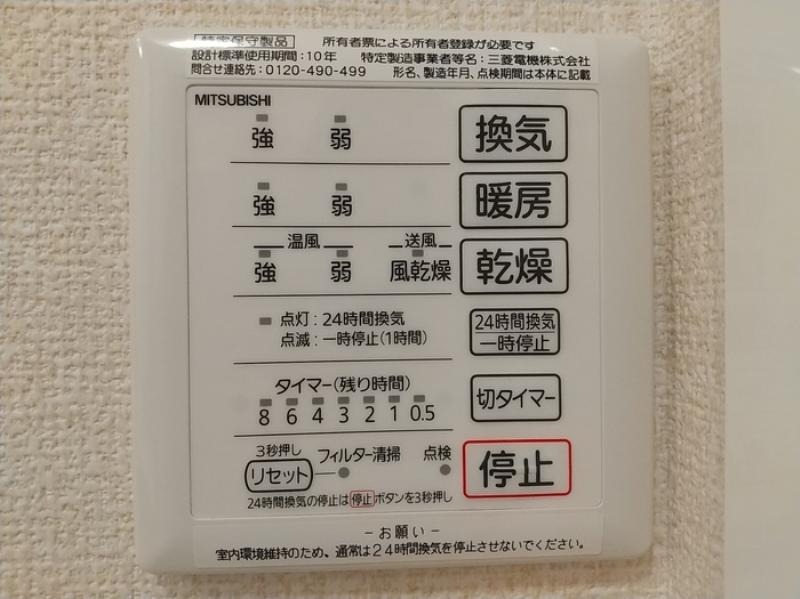 特定保守製品 所有者票による所有者登録が必要です
設計標準使用期間:10年 特定製造事業者等名:三菱電機株式会社
問合せ連絡先:0120-490-499 形名、製造年月、点検期間は本体に記載
MITSUBISHI
強 弱 換気
強 弱 暖房
温風 送風
強 弱 風乾燥 乾燥
点灯:24時間換気
点滅:一時停止(1時間)
24時間換気
一時停止
タイマー(残り時間)
8 6 4 3 2 1 0.5
切タイマー
3秒押し
リセット フィルター清掃 点検
停止
24時間換気の停止は停止ボタンを3秒押し
-お願い-
室内環境維持のため、通常は24時間換気を停止させないでください。